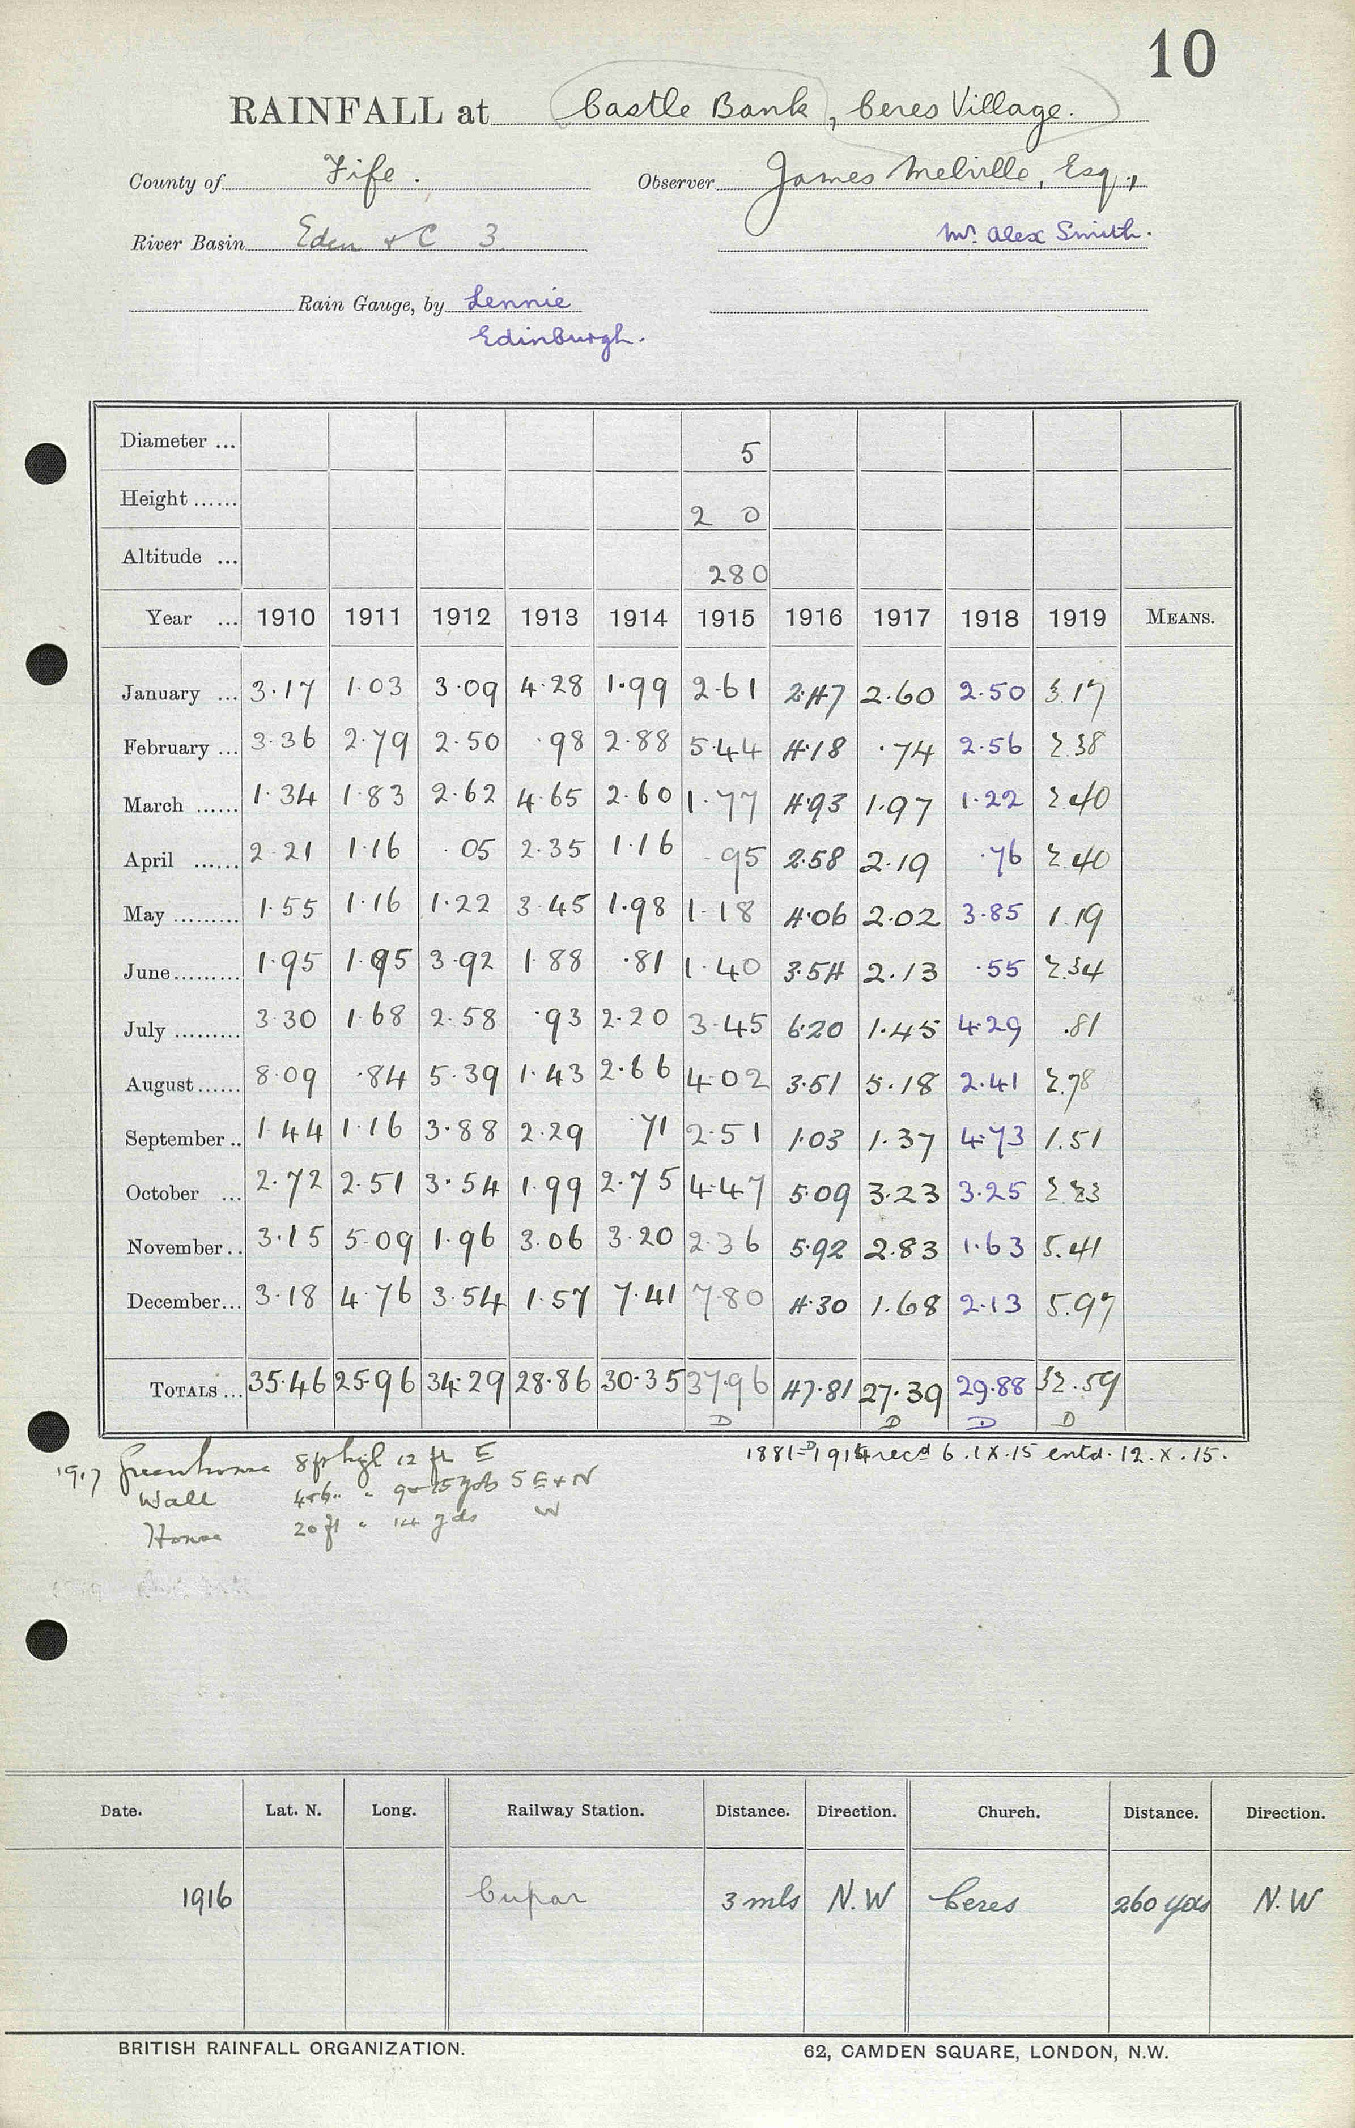 10
RAINFALL at Castle Bank, Ceres Village.
County of Fife. Observer James Melville, Esq.,
River Basin Eden & C 3 Mr. Alex Smith.
Rain Gauge, by Lennie
Edinburgh.
Diameter ... 5
Height ...... 2 0
Altitude ... 280
Year ... 1910 1911 1912 1913 1914 1915 1916 1917 1918 1919 MEANS.
January ... 3.17 1.03 3.09 4.28 1.99 2.61 2.47 2.60 2.50 3.17
February ... 3.36 2.79 2.50 .98 2.88 5.44 4.18 .74 2.56 2.38
March ...... 1.34 1.83 2.62 4.65 2.60 1.77 4.93 1.97 1.22 2.40
April ...... 2.21 1.16 .05 2.35 1.16 .95 2.58 2.19 .76 2.40
May ......... 1.55 1.16 1.22 3.45 1.98 1.18 4.06 2.02 3.85 1.19
June ......... 1.95 1.95 3.92 1.88 .81 1.40 3.54 2.13 .55 2.34
July ......... 3.30 1.68 2.58 .93 2.20 3.45 6.20 1.45 4.29 .81
August ...... 8.09 .84 5.39 1.43 2.66 4.02 3.51 5.18 2.41 2.78
September .. 1.44 1.16 3.88 2.29 .71 2.51 1.03 1.37 4.73 1.51
October ... 2.72 2.51 3.54 1.99 2.75 4.47 5.09 3.23 3.25 2.23
November .. 3.15 5.09 1.96 3.06 3.20 2.36 5.92 2.83 1.63 5.41
December ... 3.18 4.76 3.54 1.57 7.41 7.80 4.30 1.68 2.13 5.97
TOTALS ... 35.46 25.96 34.29 28.86 30.35 37.96 47.81 27.39 29.88 32.59
D D D D
1881-1914 recd 6.IX.15 entd. 12.X.15.
1917 Greenhouse 8ft high 12 ft E
Wall 4-6 " 9-15 yds S E & N
House 20 ft " 14 yds W
Date. Lat. N. Long. Railway Station. Distance. Direction. Church. Distance. Direction.
1916 Cupar 3 mls N.W Ceres 260 yds N.W
BRITISH RAINFALL ORGANIZATION. 62, CAMDEN SQUARE, LONDON, N.W.